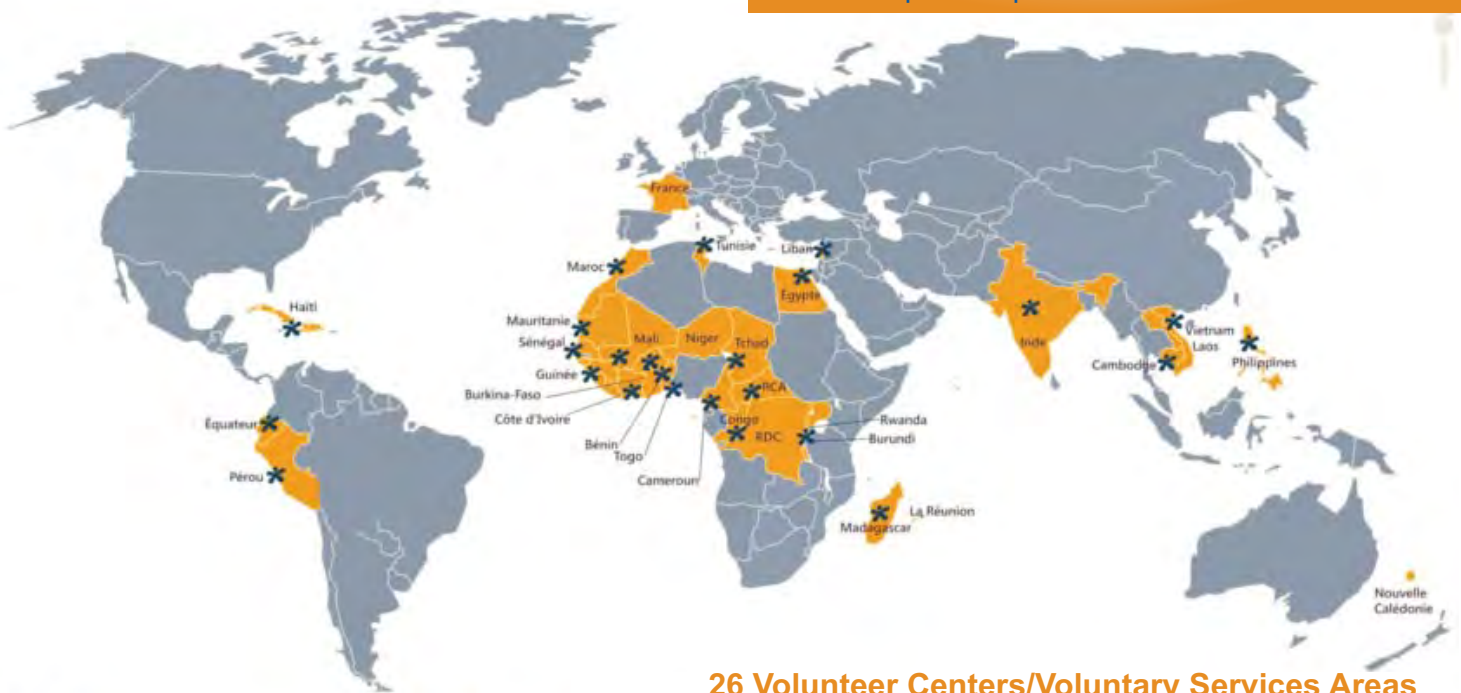 France
Tunisie
Liban
Maroc
Égypte
Haïti
Mauritanie
Mali
Niger
Tchad
Sénégal
Inde
Vietnam
Laos
Cambodge
Philippines
Guinée
Burkina-Faso
RCA
Côte d'Ivoire
Congo
Rwanda
Équateur
RDC
Burundi
Bénin
Togo
Pérou
Cameroun
La Réunion
Madagascar
Nouvelle
Calédonie
26 Volunteer Centers/Voluntary Services Areas